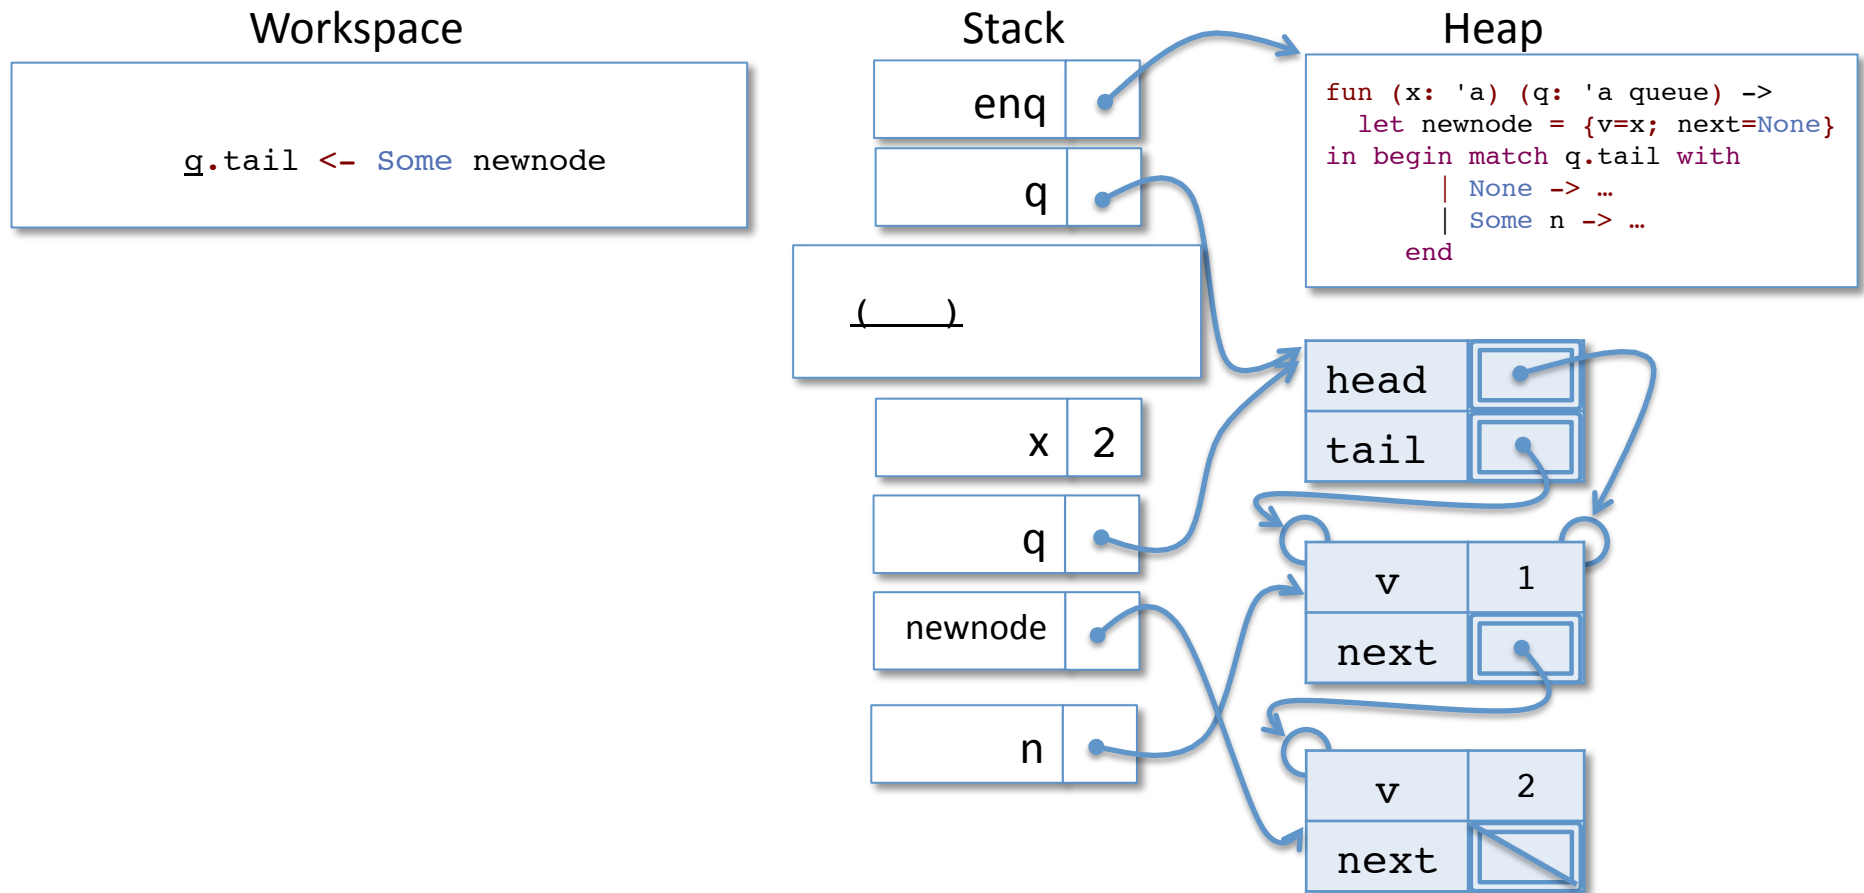 Workspace
Stack
Heap
q.tail <- Some newnode
enq
q
(    )
x 2
q
newnode
n
fun (x: 'a) (q: 'a queue) ->
let newnode = {v=x; next=None}
in begin match q.tail with
| None -> …
| Some n -> …
end
head
tail
v 1
next
v 2
next